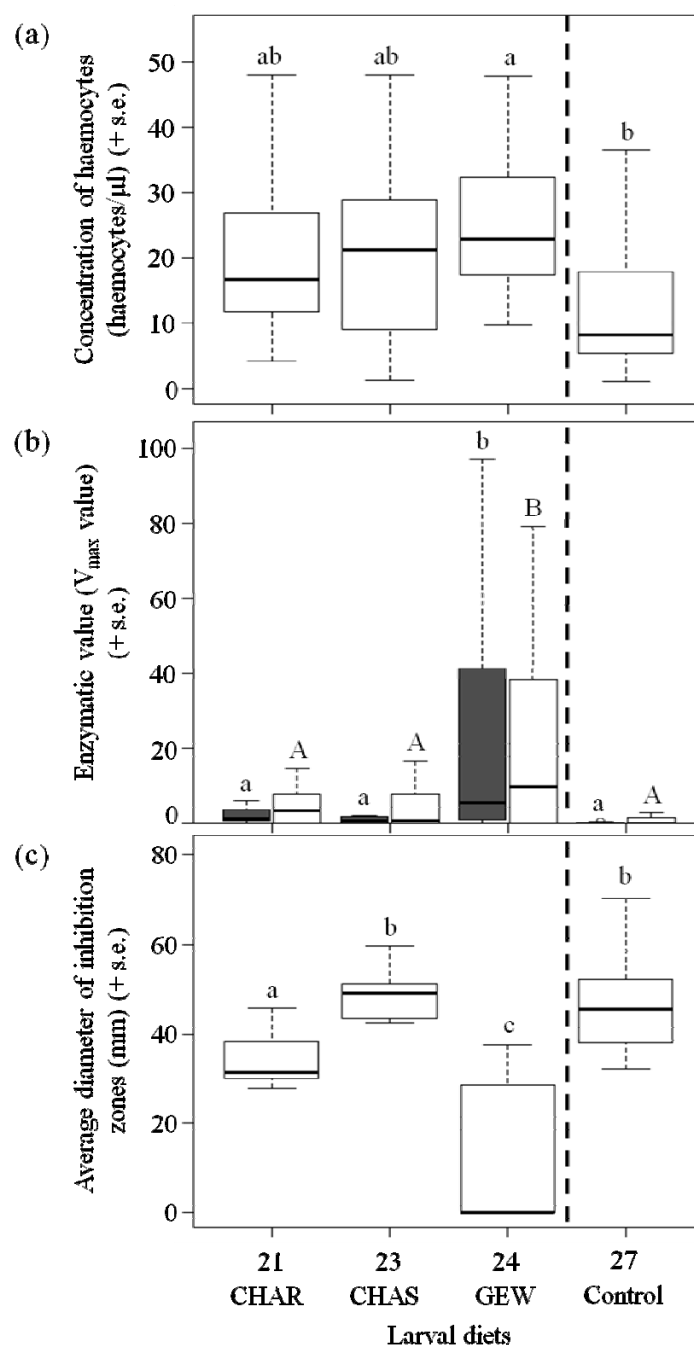 (a)
Concentration of haemocytes
(haemocytes/µl) (+ s.e.)
50
40
30
20
10
0
ab
ab
a
b
(b)
Enzymatic value (Vmax value)
(+ s.e.)
100
80
60
40
20
0
a
A
a
A
b
B
a
A
(c)
Average diameter of inhibition
zones (mm) (+ s.e.)
80
60
40
20
0
a
b
c
b
21
23
24
27
CHAR
CHAS
GEW
Control
Larval diets